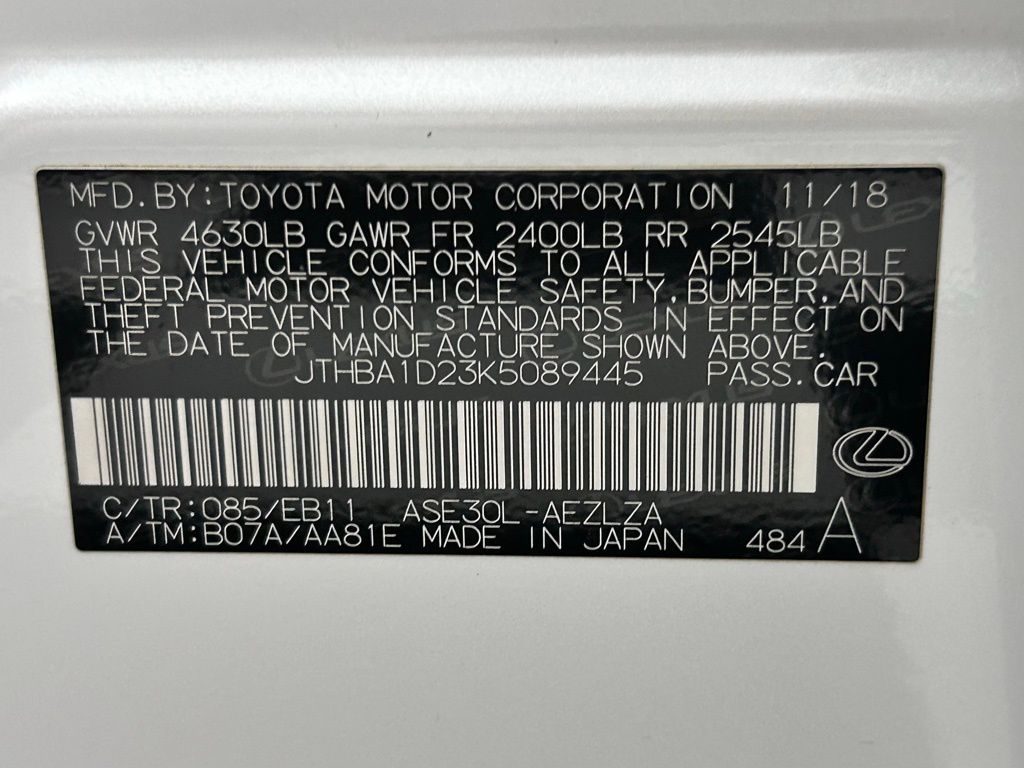 MFD. BY: TOYOTA MOTOR CORPORATION 11/18
GVWR 4630LB GAWR FR 2400LB RR 2545LB
THIS VEHICLE CONFORMS TO ALL APPLICABLE
FEDERAL MOTOR VEHICLE SAFETY, BUMPER, AND
THEFT PREVENTION STANDARDS IN EFFECT ON
THE DATE OF MANUFACTURE SHOWN ABOVE.
JTHBA1D23K5089445 PASS.CAR
C/TR: 085/EB11 ASE30L-AEZLZA
A/TM: B07A/AA81E MADE IN JAPAN 484 A